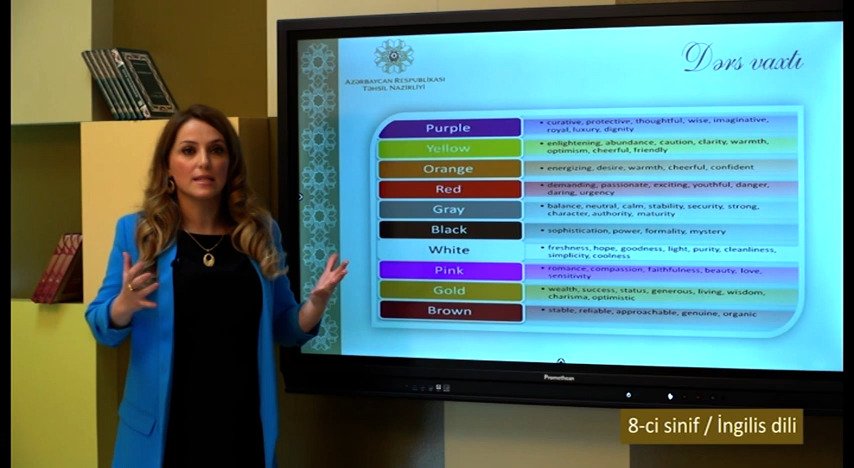 Dərs vaxtı
AZƏRBAYCAN RESPUBLİKASI
TƏHSİL NAZİRLİYİ
Purple
• curative, protective, thoughtful, wise, imaginative,
royal, luxury, dignity
Yellow
• enlightening, abundance, caution, clarity, warmth,
optimism, cheerful, friendly
Orange
• energizing, desire, warmth, cheerful, confident
Red
• demanding, passionate, exciting, youthful, danger,
daring, urgency
Gray
• balance, neutral, calm, stability, security, strong,
character, authority, maturity
Black
• sophistication, power, formality, mystery
White
• freshness, hope, goodness, light, purity, cleanliness,
simplicity, coolness
Pink
• romance, compassion, faithfulness, beauty, love,
sensitivity
Gold
• wealth, success, status, generous, living, wisdom,
charisma, optimistic
Brown
• stable, reliable, approachable, genuine, organic
Promethean
8-ci sinif / İngilis dili